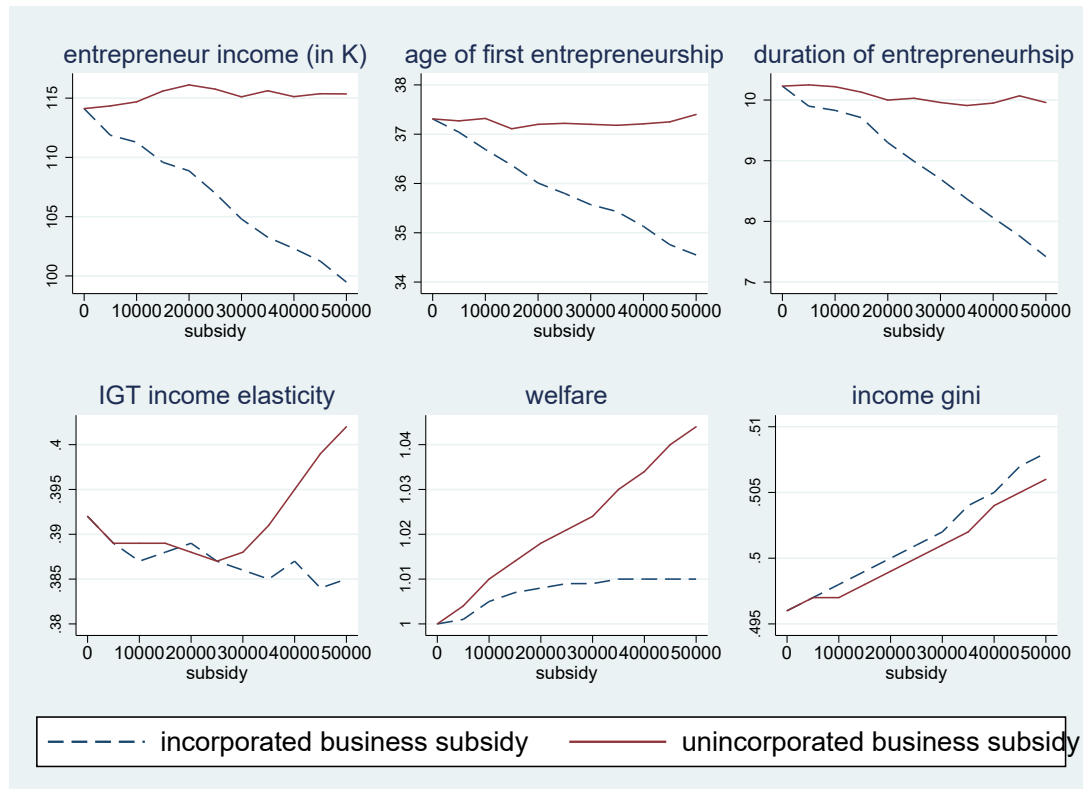 entrepreneur income (in K)
115
110
105
100
0 10000 20000 30000 40000 50000
subsidy
age of first entrepreneurship
38
37
36
35
34
0 10000 20000 30000 40000 50000
subsidy
duration of entrepreneurhsip
10
9
8
7
0 10000 20000 30000 40000 50000
subsidy
IGT income elasticity
.4
.395
.39
.385
.38
0 10000 20000 30000 40000 50000
subsidy
welfare
1.04
1.03
1.02
1.01
1
0 10000 20000 30000 40000 50000
subsidy
income gini
.51
.505
.5
.495
0 10000 20000 30000 40000 50000
subsidy
incorporated business subsidy
unincorporated business subsidy